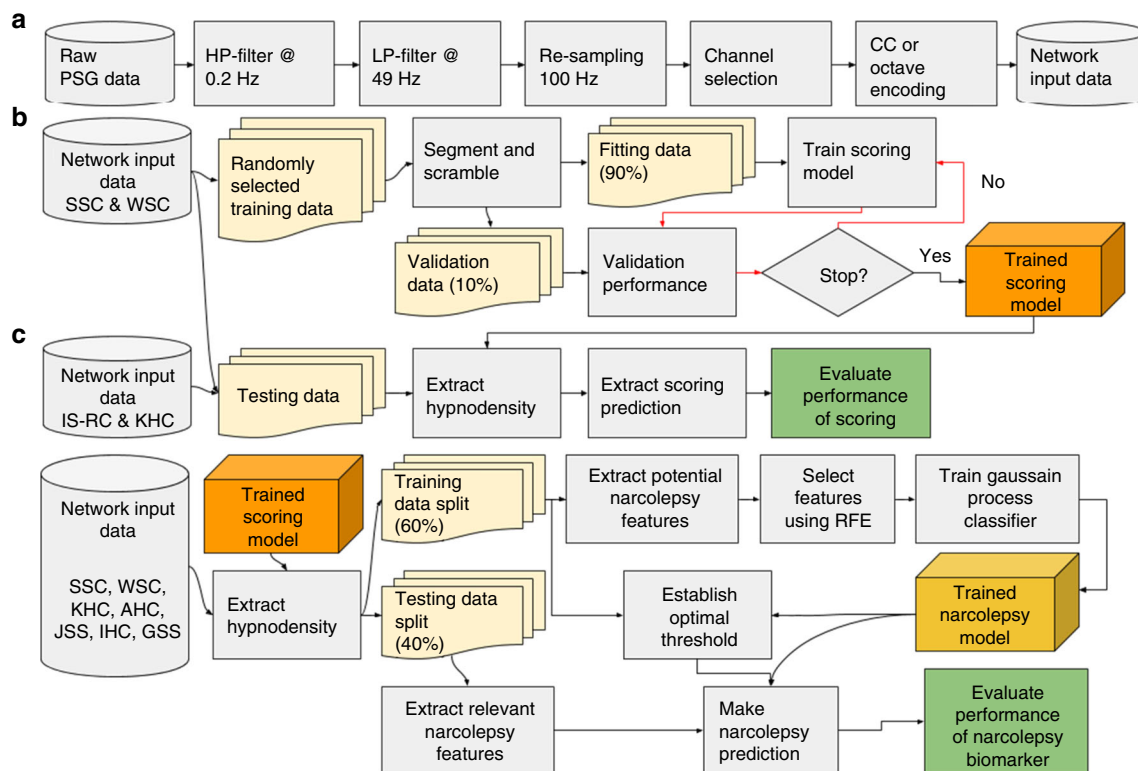 a
Raw
PSG data
HP-filter @
0.2 Hz
LP-filter @
49 Hz
Re-sampling
100 Hz
Channel
selection
CC or
octave
encoding
Network
input data
b
Network input
data
SSC & WSC
Randomly
selected
training data
Segment and
scramble
Fitting data
(90%)
Train scoring
model
No
Validation
data (10%)
Validation
performance
Stop?
Yes
Trained
scoring
model
c
Network input
data
IS-RC & KHC
Testing data
Extract
hypnodensity
Extract scoring
prediction
Evaluate
performance
of scoring
Network input
data
SSC, WSC,
KHC, AHC,
JSS, IHC, GSS
Trained
scoring
model
Extract
hypnodensity
Training
data split
(60%)
Extract potential
narcolepsy
features
Select
features
using RFE
Train gaussain
process
classifier
Testing data
split
(40%)
Establish
optimal
threshold
Trained
narcolepsy
model
Extract relevant
narcolepsy
features
Make
narcolepsy
prediction
Evaluate
performance
of narcolepsy
biomarker